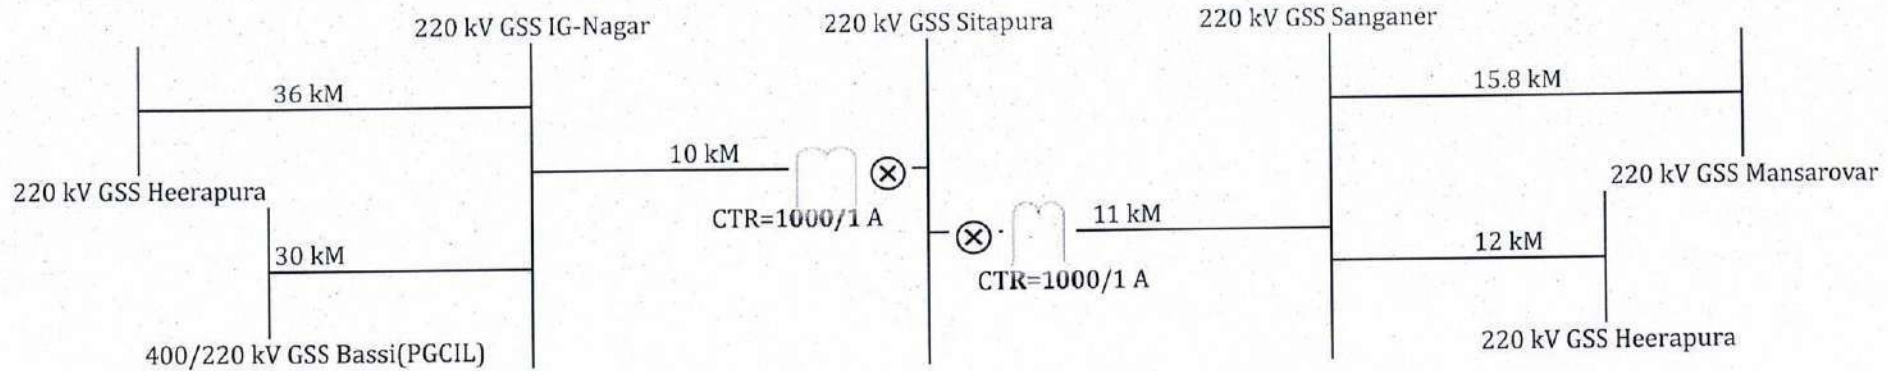 220 kV GSS IG-Nagar
220 kV GSS Sitapura
220 kV GSS Sanganer
36 kM
15.8 kM
10 kM
220 kV GSS Heerapura
220 kV GSS Mansarovar
CTR=1000/1 A
11 kM
30 kM
12 kM
CTR=1000/1 A
400/220 kV GSS Bassi(PGCIL)
220 kV GSS Heerapura